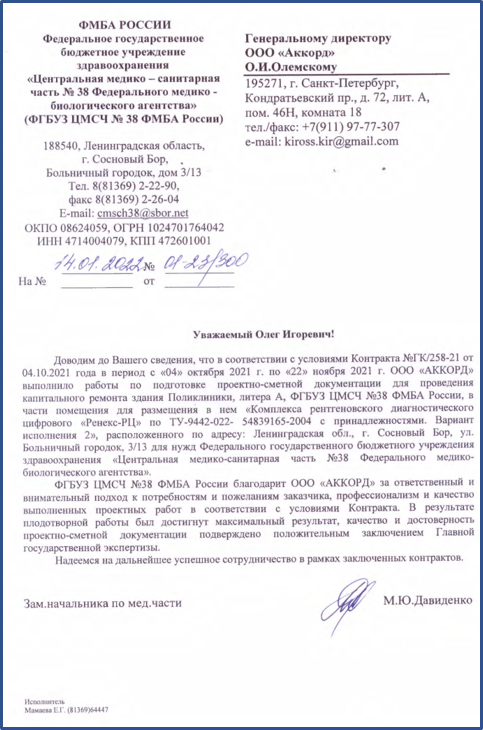 ФМБА РОССИИ
Федеральное государственное
бюджетное учреждение
здравоохранения
«Центральная медико – санитарная
часть № 38 Федерального медико -
биологического агентства»
(ФГБУЗ ЦМСЧ № 38 ФМБА России)
188540, Ленинградская область,
г. Сосновый Бор,
Больничный городок, дом 3/13
Тел. 8(81369) 2-22-90,
факс 8(81369) 2-26-04
E-mail: cmsch38@sbor.net
ОКПО 08624059, ОГРН 1024701764042
ИНН 4714004079, КПП 472601001
14.01.2022 № 01-23/300
На № от
Генеральному директору
ООО «Аккорд»
О.И.Олемскому
195271, г. Санкт-Петербург,
Кондратьевский пр., д. 72, лит. А,
пом. 46Н, комната 18
тел./факс: +7(911) 97-77-307
e-mail: kiross.kir@gmail.com
Уважаемый Олег Игоревич!
Доводим до Вашего сведения, что в соответствии с условиями Контракта №ГК/258-21 от
04.10.2021 года в период с «04» октября 2021 г. по «22» ноября 2021 г. ООО «АККОРД»
выполнило работы по подготовке проектно-сметной документации для проведения
капитального ремонта здания Поликлиники, литера А, ФГБУЗ ЦМСЧ №38 ФМБА России, в
части помещения для размещения в нем «Комплекса рентгеновского диагностического
цифрового «Ренекс-РЦ» по ТУ-9442-022- 54839165-2004 с принадлежностями. Вариант
исполнения 2», расположенного по адресу: Ленинградская обл., г. Сосновый Бор, ул.
Больничный городок, 3/13 для нужд Федерального государственного бюджетного учреждения
здравоохранения «Центральная медико-санитарная часть №38 Федерального медико-
биологического агентства».
ФГБУЗ ЦМСЧ №38 ФМБА России благодарит ООО «АККОРД» за ответственный и
внимательный подход к потребностям и пожеланиям заказчика, профессионализм и качество
выполненных проектных работ в соответствии с условиями Контракта. В результате
плодотворной работы был достигнут максимальный результат, качество и достоверность
проектно-сметной документации подтверждено положительным заключением Главной
государственной экспертизы.
Надеемся на дальнейшее успешное сотрудничество в рамках заключенных контрактов.
Зам.начальника по мед.части М.Ю.Давиденко
Исполнитель
Мамаева Е.Г. (81369)64447